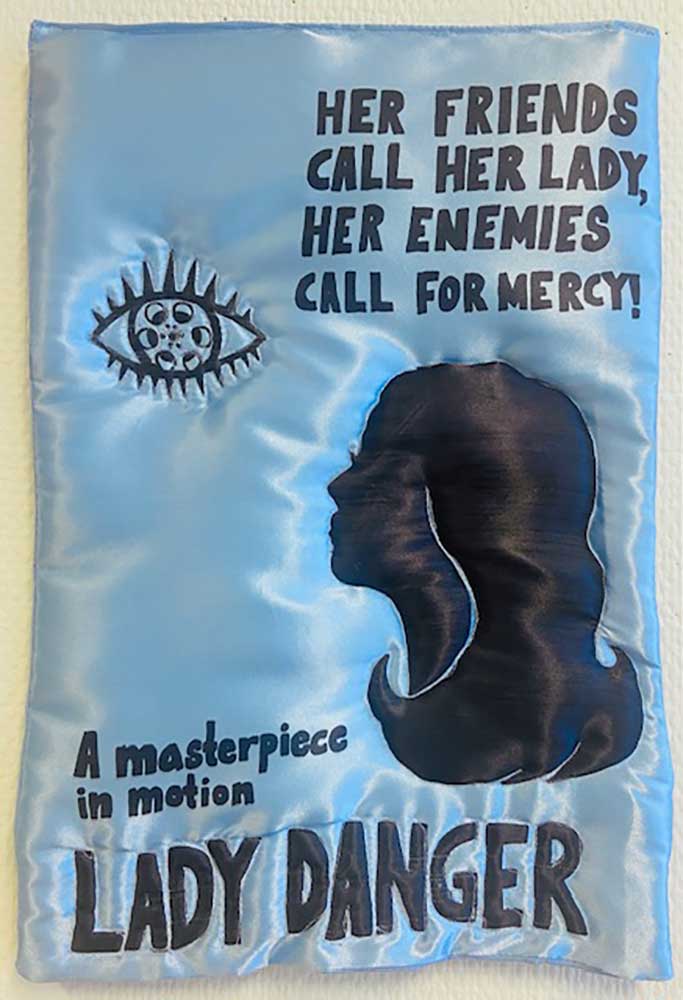 HER FRIENDS
CALL HER LADY,
HER ENEMIES
CALL FOR MERCY!
A masterpiece
in motion
LADY DANGER